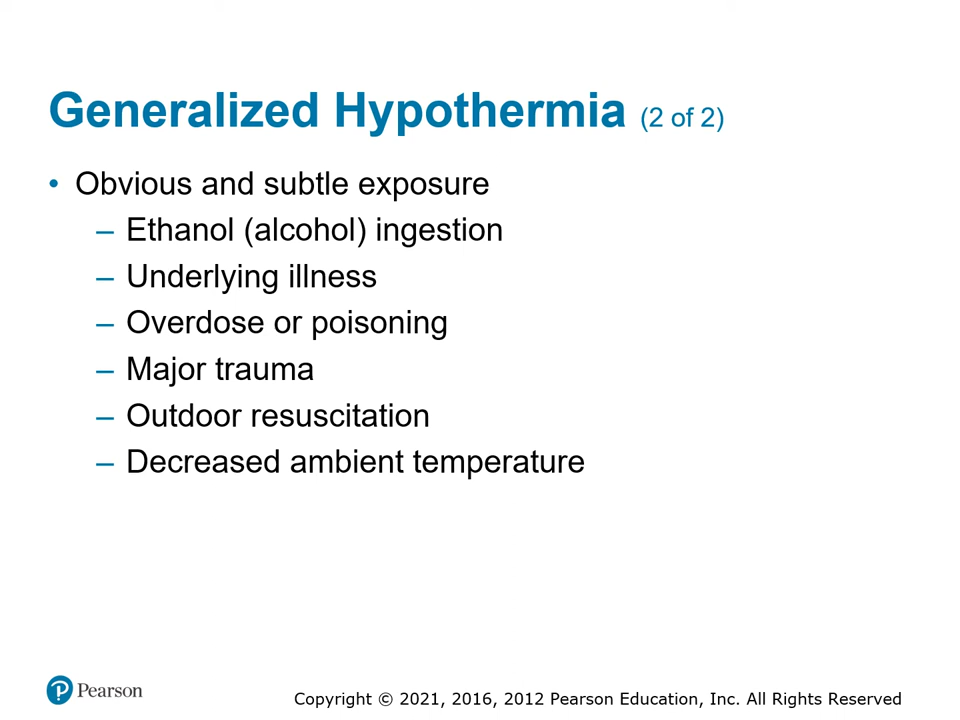 Generalized Hypothermia (2 of 2)
• Obvious and subtle exposure
– Ethanol (alcohol) ingestion
– Underlying illness
– Overdose or poisoning
– Major trauma
– Outdoor resuscitation
– Decreased ambient temperature
Pearson
Copyright © 2021, 2016, 2012 Pearson Education, Inc. All Rights Reserved